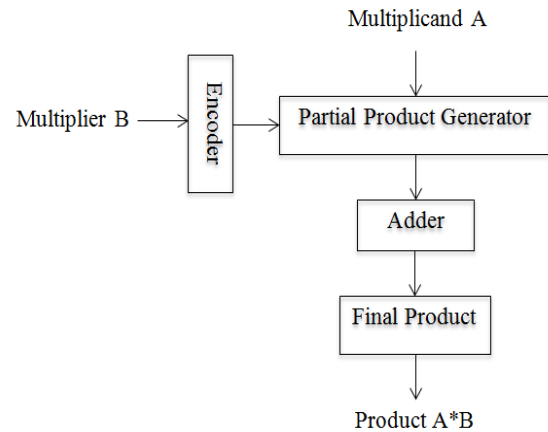 Multiplicand A
Encoder
Multiplier B
Partial Product Generator
Adder
Final Product
Product A*B